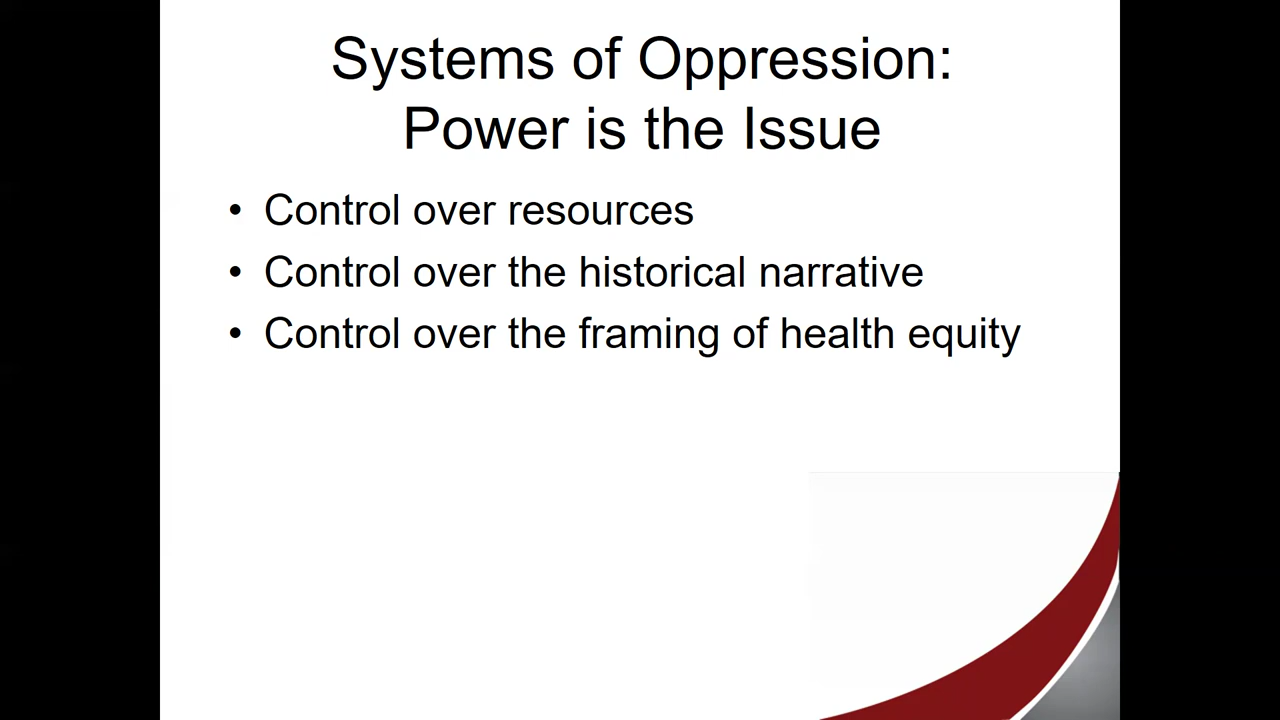 Systems of Oppression:
Power is the Issue
• Control over resources
• Control over the historical narrative
• Control over the framing of health equity